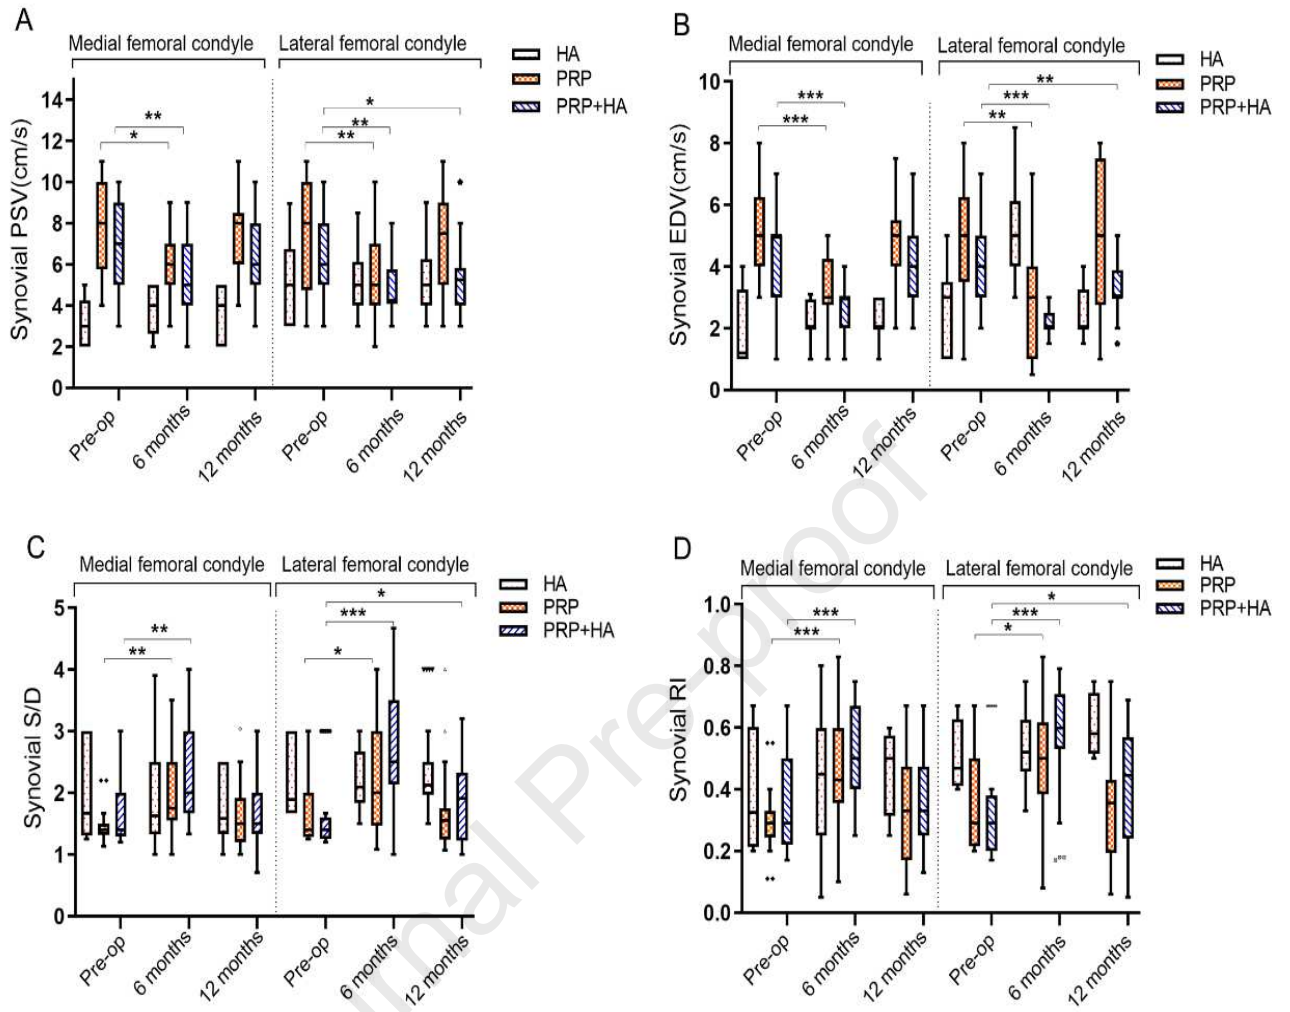 A
Medial femoral condyle
Lateral femoral condyle
HA
PRP
PRP+HA
Synovial PSV(cm/s)
14
12
10
8
6
4
2
0
*
**
**
**
*
Pre-op
6 months
12 months
Pre-op
6 months
12 months
B
Medial femoral condyle
Lateral femoral condyle
HA
PRP
PRP+HA
Synovial EDV(cm/s)
10
8
6
4
2
0
***
***
**
***
**
Pre-op
6 months
12 months
Pre-op
6 months
12 months
C
Medial femoral condyle
Lateral femoral condyle
HA
PRP
PRP+HA
Synovial S/D
5
4
3
2
1
0
**
**
*
***
*
Pre-op
6 months
12 months
Pre-op
6 months
12 months
D
Medial femoral condyle
Lateral femoral condyle
HA
PRP
PRP+HA
Synovial RI
1.0
0.8
0.6
0.4
0.2
0.0
***
***
*
***
*
Pre-op
6 months
12 months
Pre-op
6 months
12 months
rnal Pre-proof